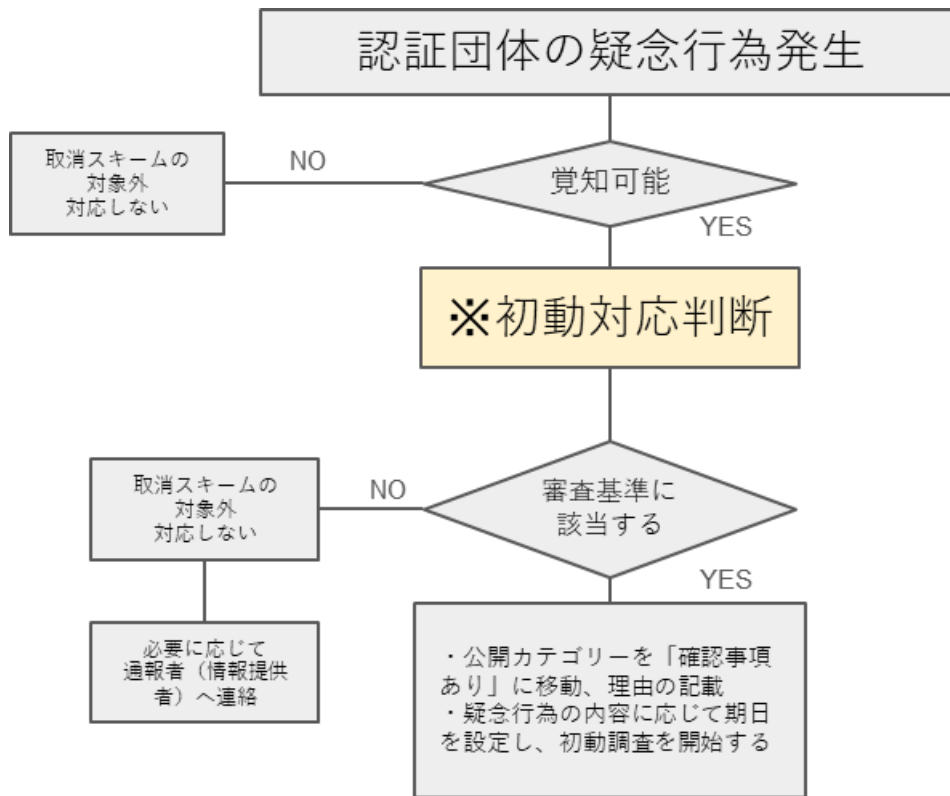 認証団体の疑念行為発生
取消スキームの
対象外
対応しない
NO
覚知可能
YES
※初動対応判断
取消スキームの
対象外
対応しない
NO
審査基準に
該当する
YES
必要に応じて
通報者（情報提供
者）へ連絡
・公開カテゴリーを「確認事項
あり」に移動、理由の記載
・疑念行為の内容に応じて期日
を設定し、初動調査を開始する